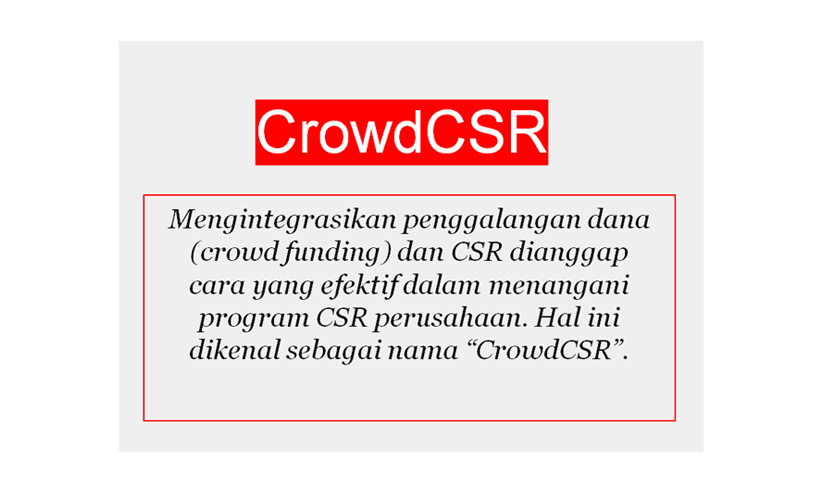 CrowdCSR
Mengintegrasikan penggalangan dana
(crowd funding) dan CSR dianggap
cara yang efektif dalam menangani
program CSR perusahaan. Hal ini
dikenal sebagai nama “CrowdCSR”.